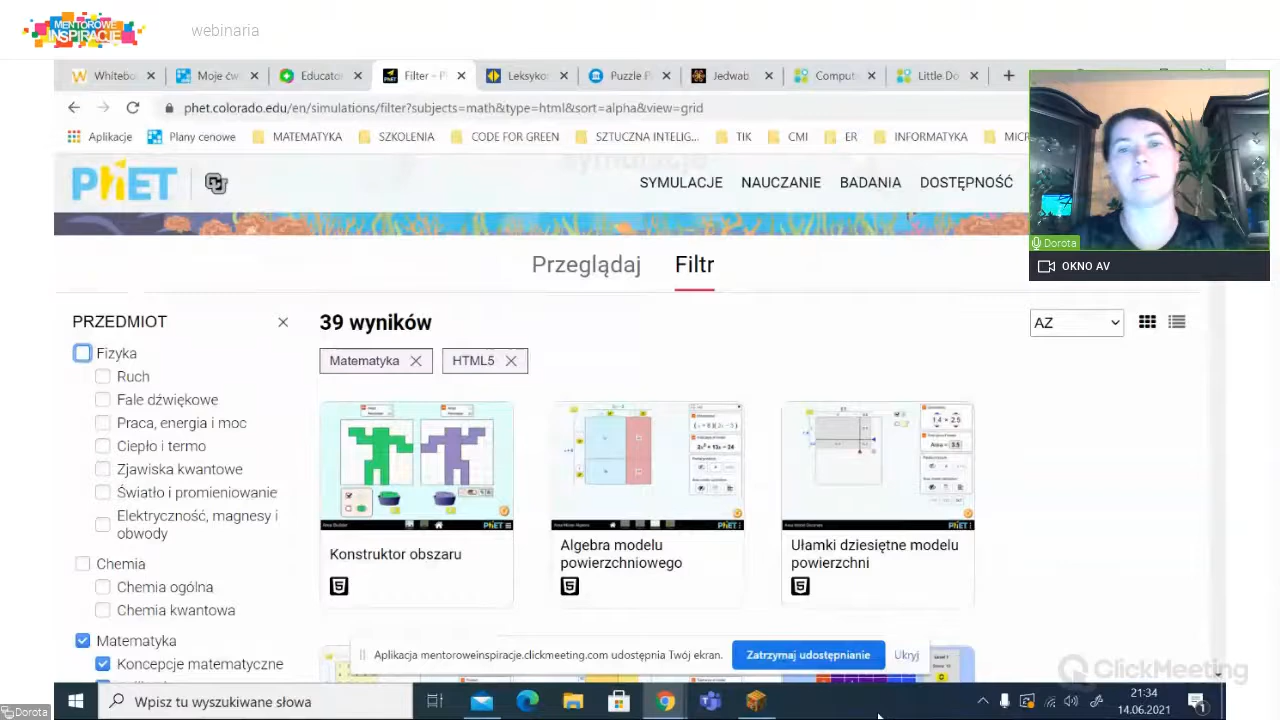 MENTOROWE
INSPIRACJE
webinaria
Whitebo
Moje ćw
Educator
Filter - P
Leksykon
Puzzle P
Jedwab
Comput
Little Do
phet.colorado.edu/en/simulations/filter?subjects=math&type=html&sort=alpha&view=grid
Aplikacje
Plany cenowe
MATEMATYKA
SZKOLENIA
CODE FOR GREEN
SZTUCZNA INTELIG...
TIK
CMI
ER
INFORMATYKA
MICR
PhET
SYMULACJE
NAUCZANIE
BADANIA
DOSTĘPNOŚĆ
Dorota
OKNO AV
Przeglądaj
Filtr
PRZEDMIOT
39 wyników
AZ
Fizyka
Matematyka
HTML5
Ruch
Fale dźwiękowe
Praca, energia i moc
Ciepło i termo
Zjawiska kwantowe
Światło i promieniowanie
Elektryczność, magnesy i
obwody
Chemia
Chemia ogólna
Chemia kwantowa
Matematyka
Koncepcje matematyczne
Konstruktor obszaru
Algebra modelu
powierzchniowego
Ułamki dziesiętne modelu
powierzchni
Aplikacja mentoroweinspiracje.clickmeeting.com udostępnia Twój ekran.
Zatrzymaj udostępnianie
Ukryj
ClickMeeting
Wpisz tu wyszukiwane słowa
21:34
14.06.2021
Dorota